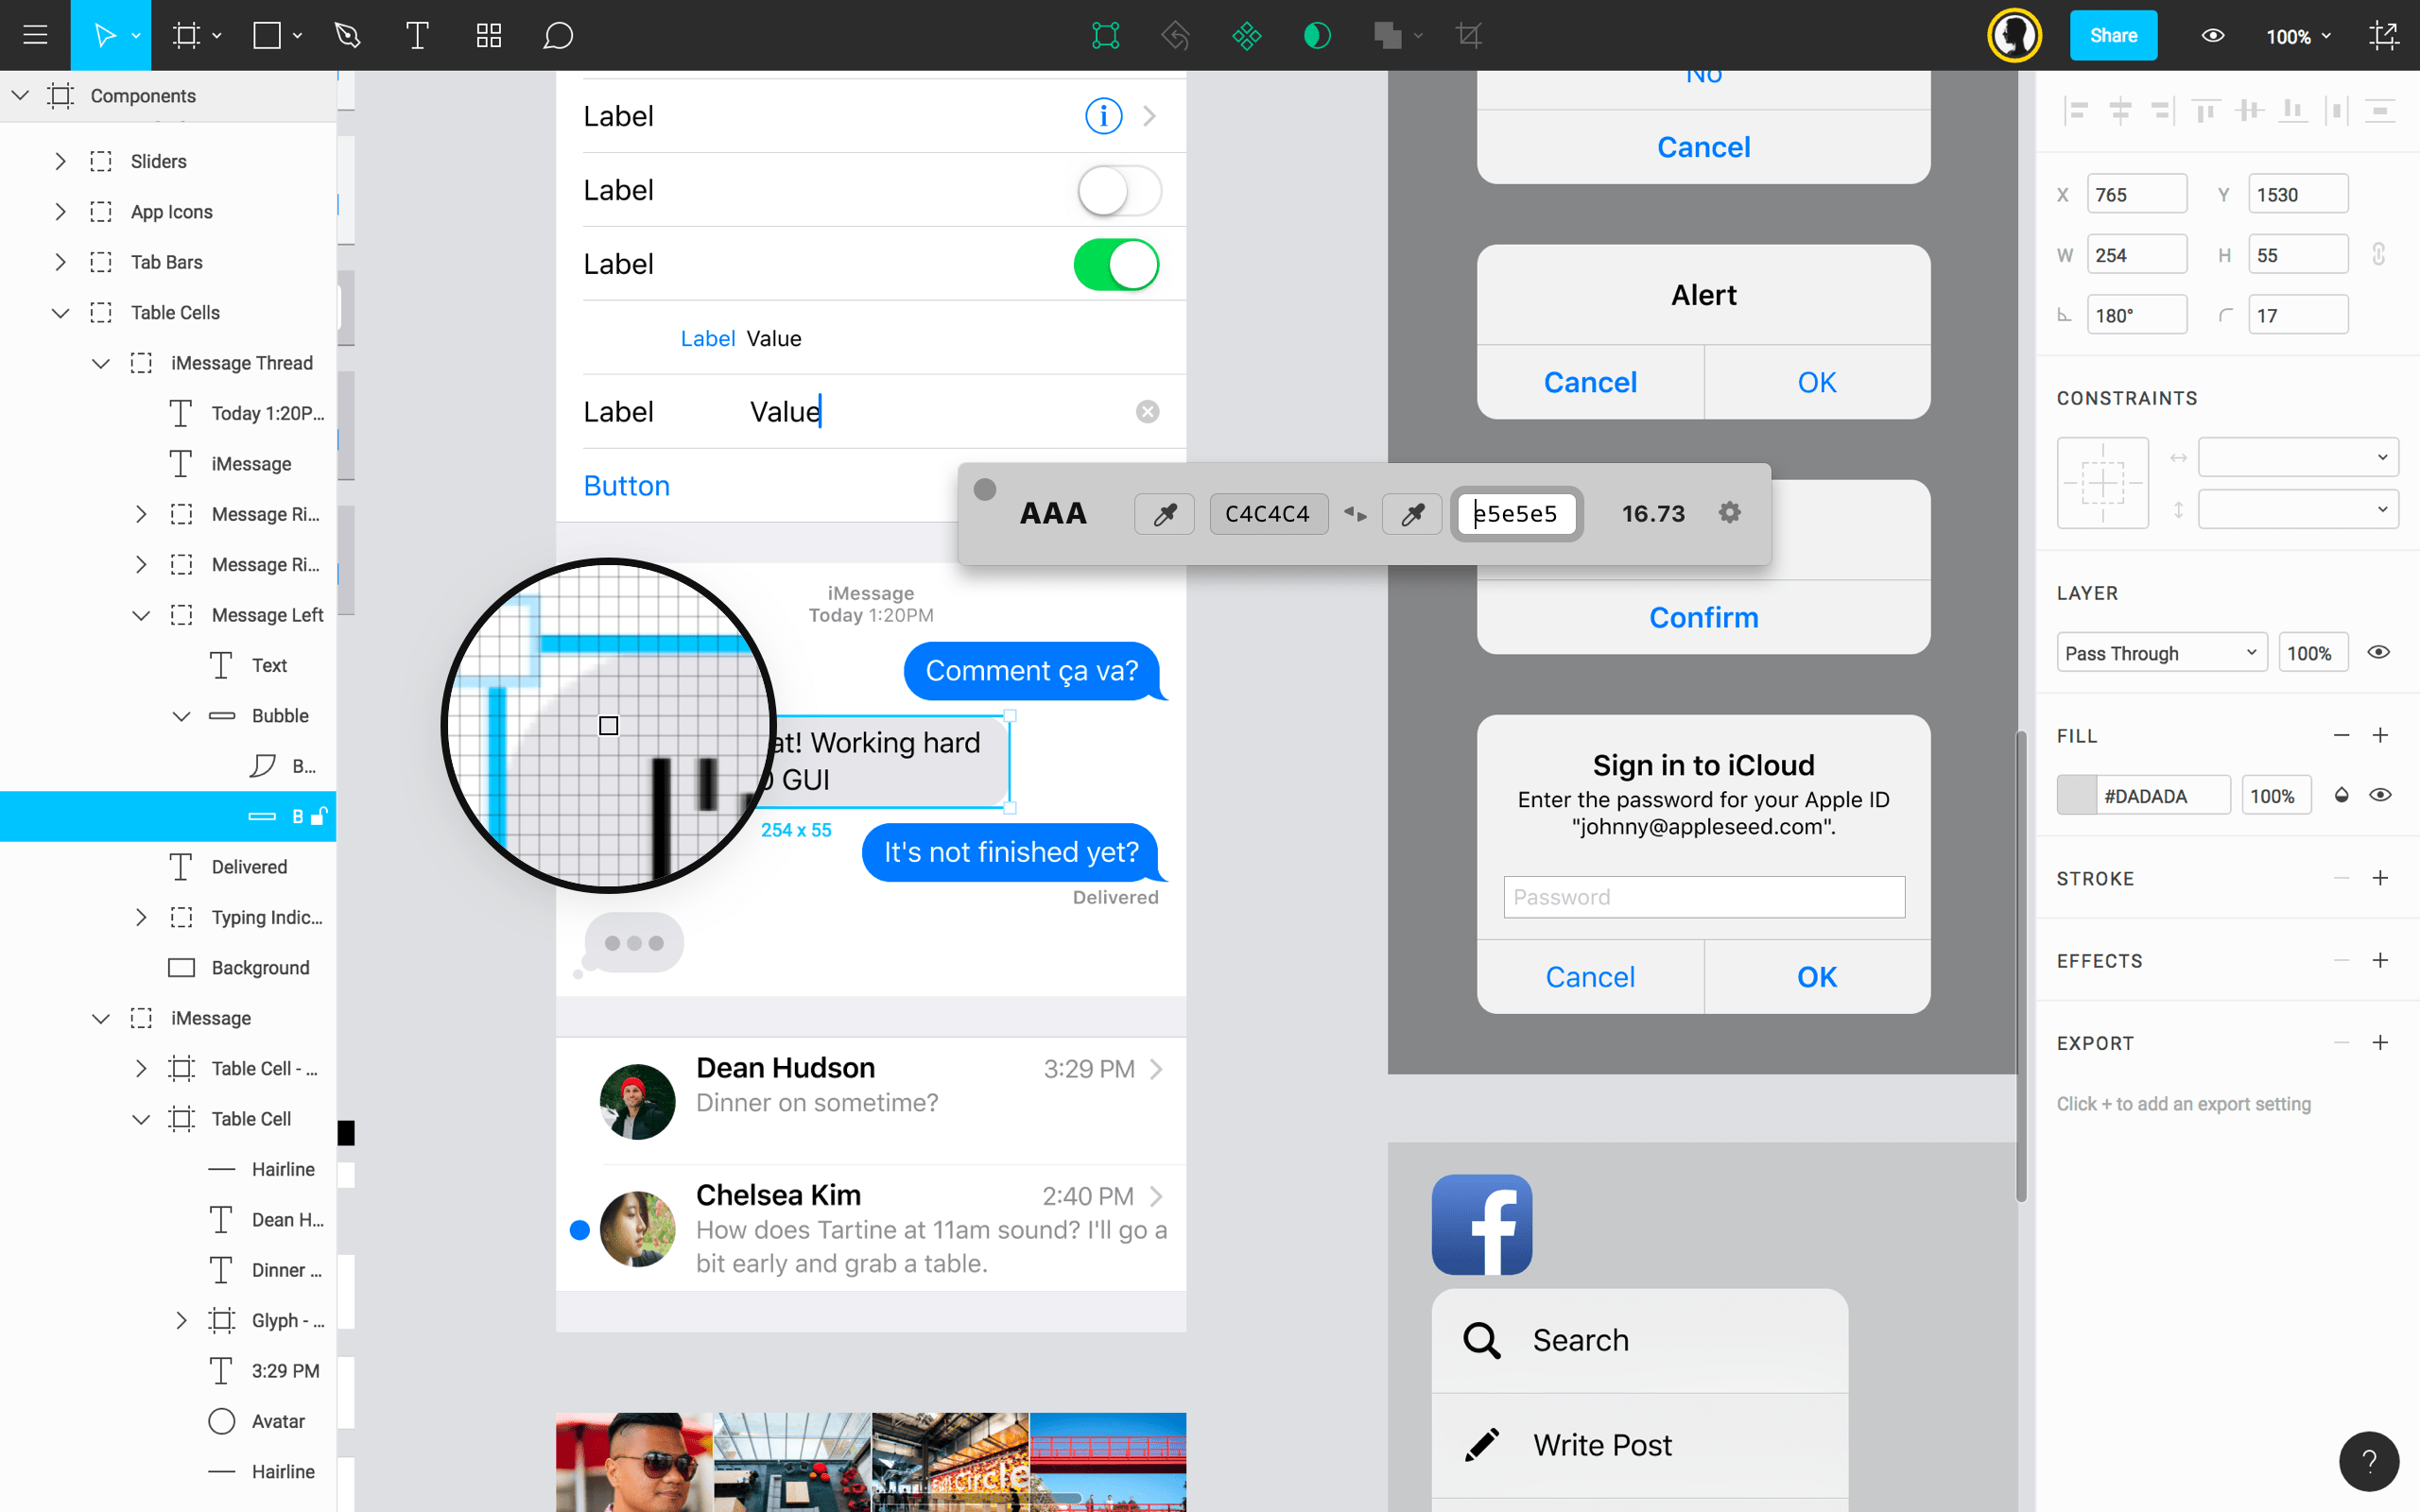 Share
100%
Components
Sliders
App Icons
Tab Bars
Table Cells
iMessage Thread
Today 1:20P...
iMessage
Message Ri...
Message Ri...
Message Left
Text
Bubble
B...
B
Delivered
Typing Indic...
Background
iMessage
Table Cell - ...
Table Cell
Hairline
Dean H...
Dinner ...
Glyph - ...
3:29 PM
Avatar
Hairline
Label
Label
Label
Label Value
Label Value
Button
iMessage
Today 1:20PM
Comment ça va?
at! Working hard
GUI
254 x 55
It's not finished yet?
Delivered
Dean Hudson 3:29 PM
Dinner on sometime?
Chelsea Kim 2:40 PM
How does Tartine at 11am sound? I'll go a
bit early and grab a table.
circle
AAA C4C4C4 e5e5e5 16.73
No
Cancel
Alert
Cancel OK
Confirm
Sign in to iCloud
Enter the password for your Apple ID
"johnny@appleseed.com".
Password
Cancel OK
f
Search
Write Post
X 765 Y 1530
W 254 H 55
180° 17
CONSTRAINTS
LAYER
Pass Through 100%
FILL
#DADADA 100%
STROKE
EFFECTS
EXPORT
Click + to add an export setting
?